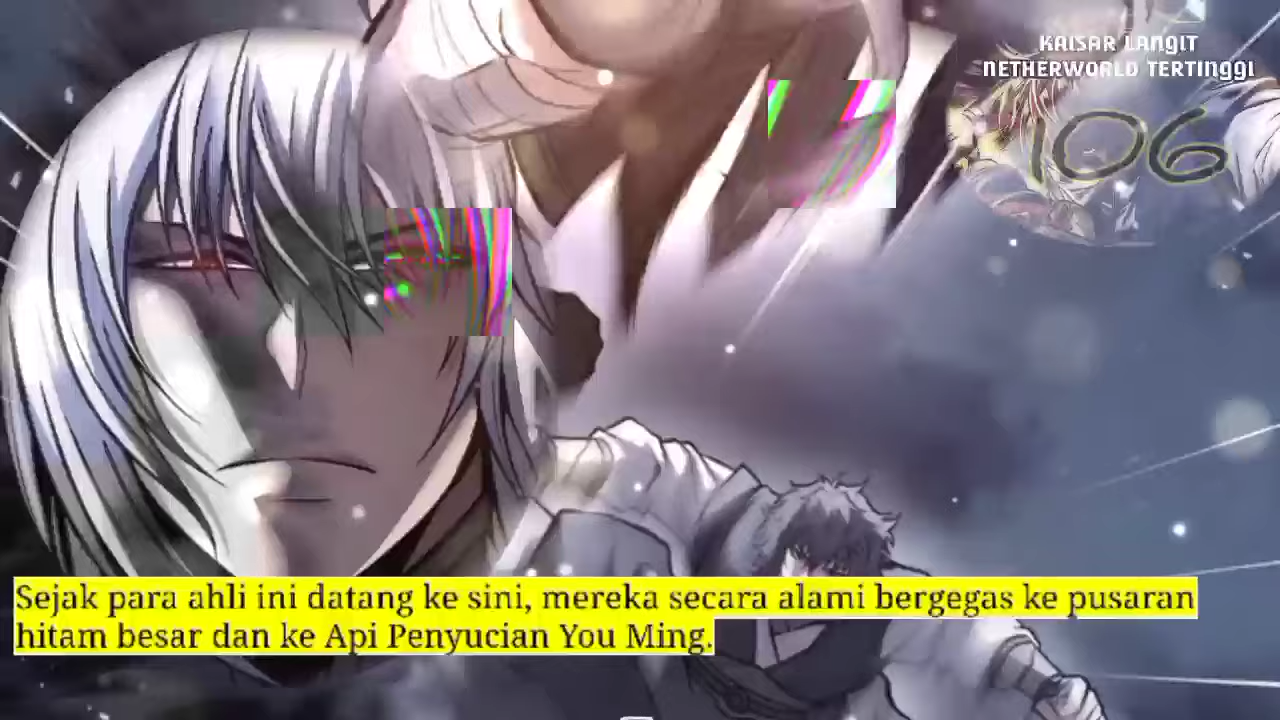 KAISAR LANGIT
NETHERWORLD TERTINGGI
106
Sejak para ahli ini datang ke sini, mereka secara alami bergegas ke pusaran
hitam besar dan ke Api Penyucian You Ming.